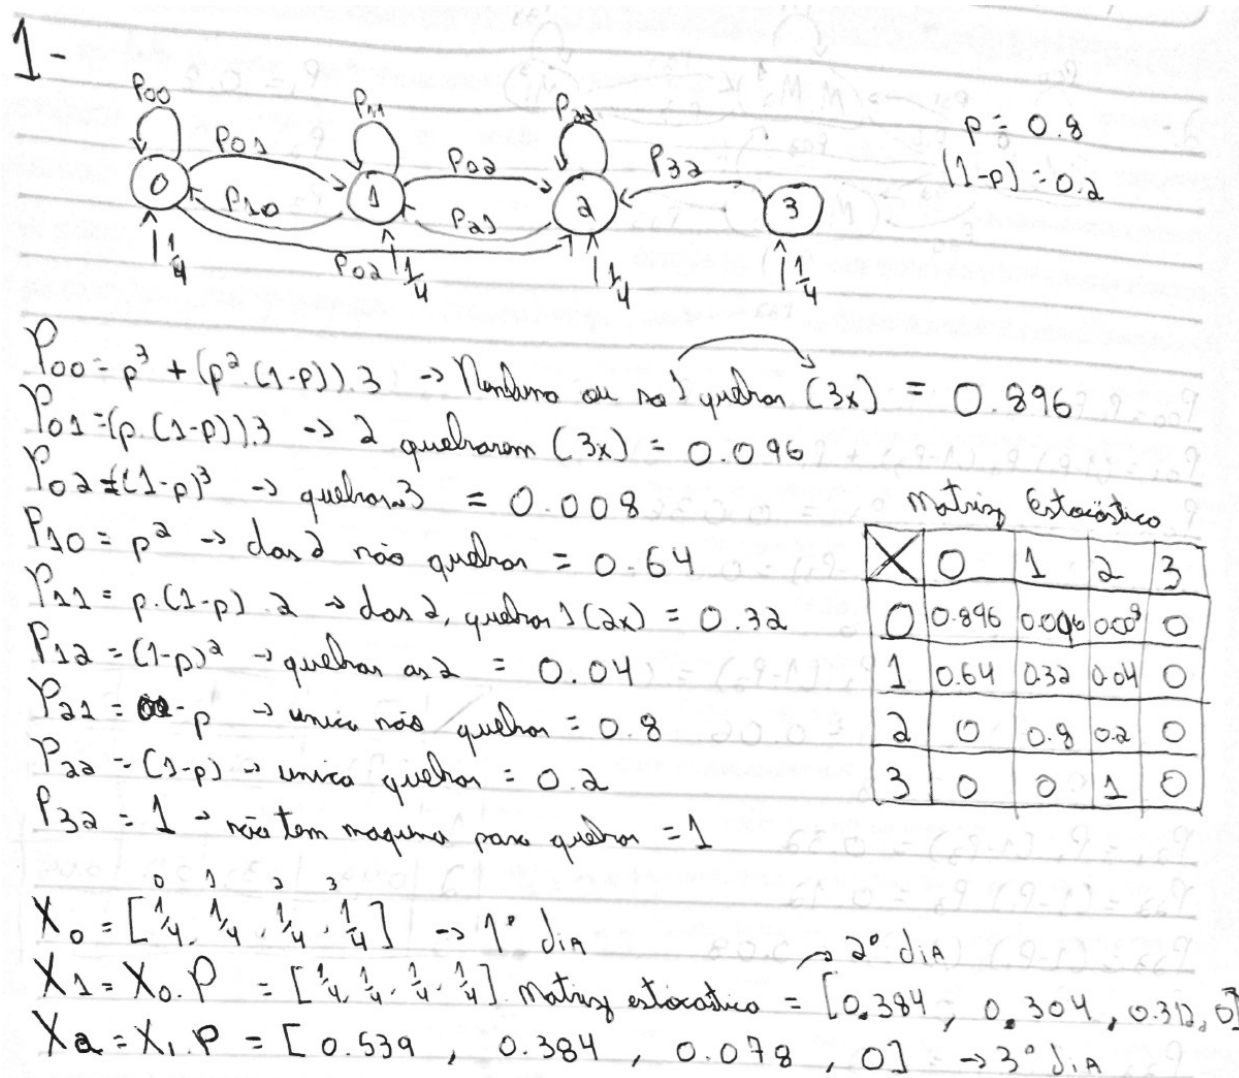 1-
P00 P11 P22
P01 P02 P32 p = 0.8
0 1 2 3 (1-p) = 0.2
P10 P21
1/4 P02 1/4 1/4 1/4
P00 = p³ + (p².(1-p)).3 → Nenhuma ou só 1 quebrar (3x) = 0.896
P01 = (p.(1-p)).3 → 2 quebrarem (3x) = 0.096
P02 = (1-p)³ → quebrar 3 = 0.008
P10 = p² → das 2 não quebrar = 0.64
P11 = p.(1-p).2 → das 2, quebrar 1 (2x) = 0.32
P12 = (1-p)² → quebrar as 2 = 0.04
P21 = p → unica não quebrar = 0.8
P22 = (1-p) → unica quebrar = 0.2
P32 = 1 → não tem maquina para quebrar = 1
Matriz Estocástica
X 0 1 2 3
0 0.896 0.096 0.008 0
1 0.64 0.32 0.04 0
2 0 0.8 0.2 0
3 0 0 1 0
0 1 2 3
X0 = [1/4, 1/4, 1/4, 1/4] → 1° diA
→ 2° diA
X1 = X0.P = [1/4, 1/4, 1/4, 1/4]. Matriz estocástica = [0.384, 0.304, 0.312, 0]
X2 = X1.P = [0.539, 0.384, 0.078, 0] → 3° diA